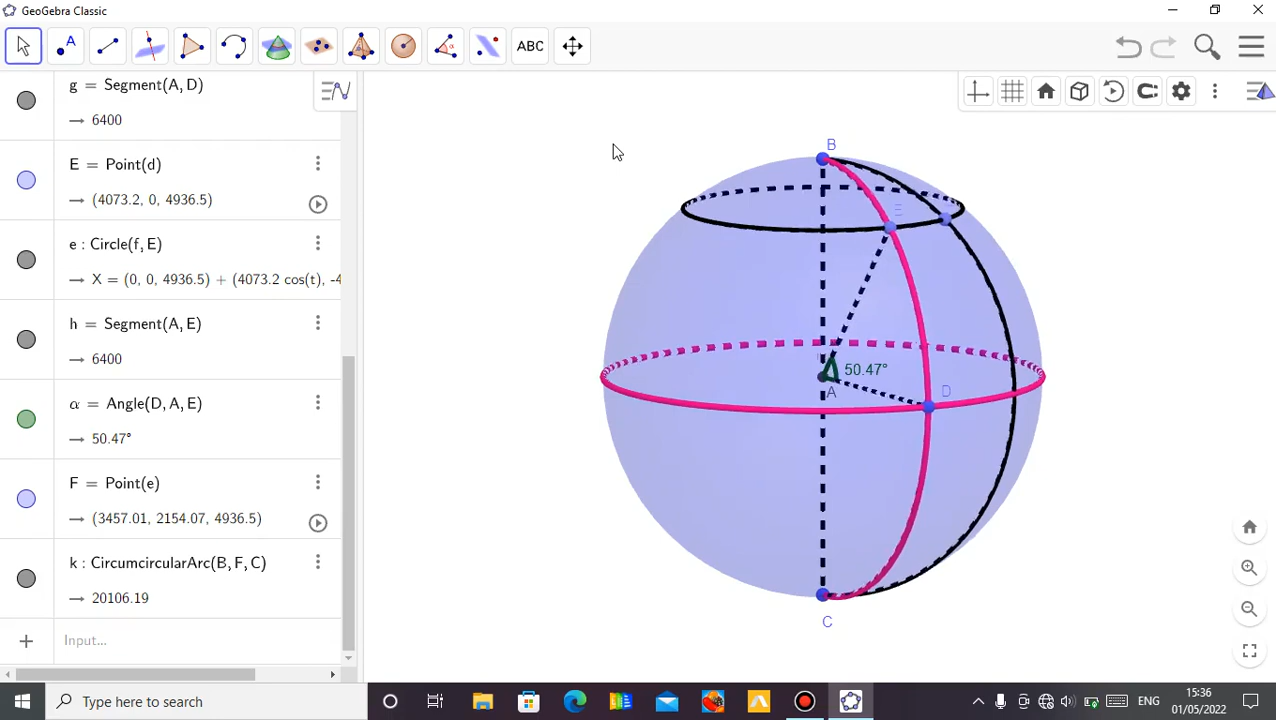 GeoGebra Classic
ABC
g = Segment(A, D)
→ 6400
E = Point(d)
→ (4073.2, 0, 4936.5)
e : Circle(f, E)
→ X = (0, 0, 4936.5) + (4073.2 cos(t), -4
h = Segment(A, E)
→ 6400
α = Angle(D, A, E)
→ 50.47°
F = Point(e)
→ (3457.01, 2154.07, 4936.5)
k : CircumcircularArc(B, F, C)
→ 20106.19
Input...
B
E
50.47°
A
D
C
Type here to search
ENG
15:36
01/05/2022